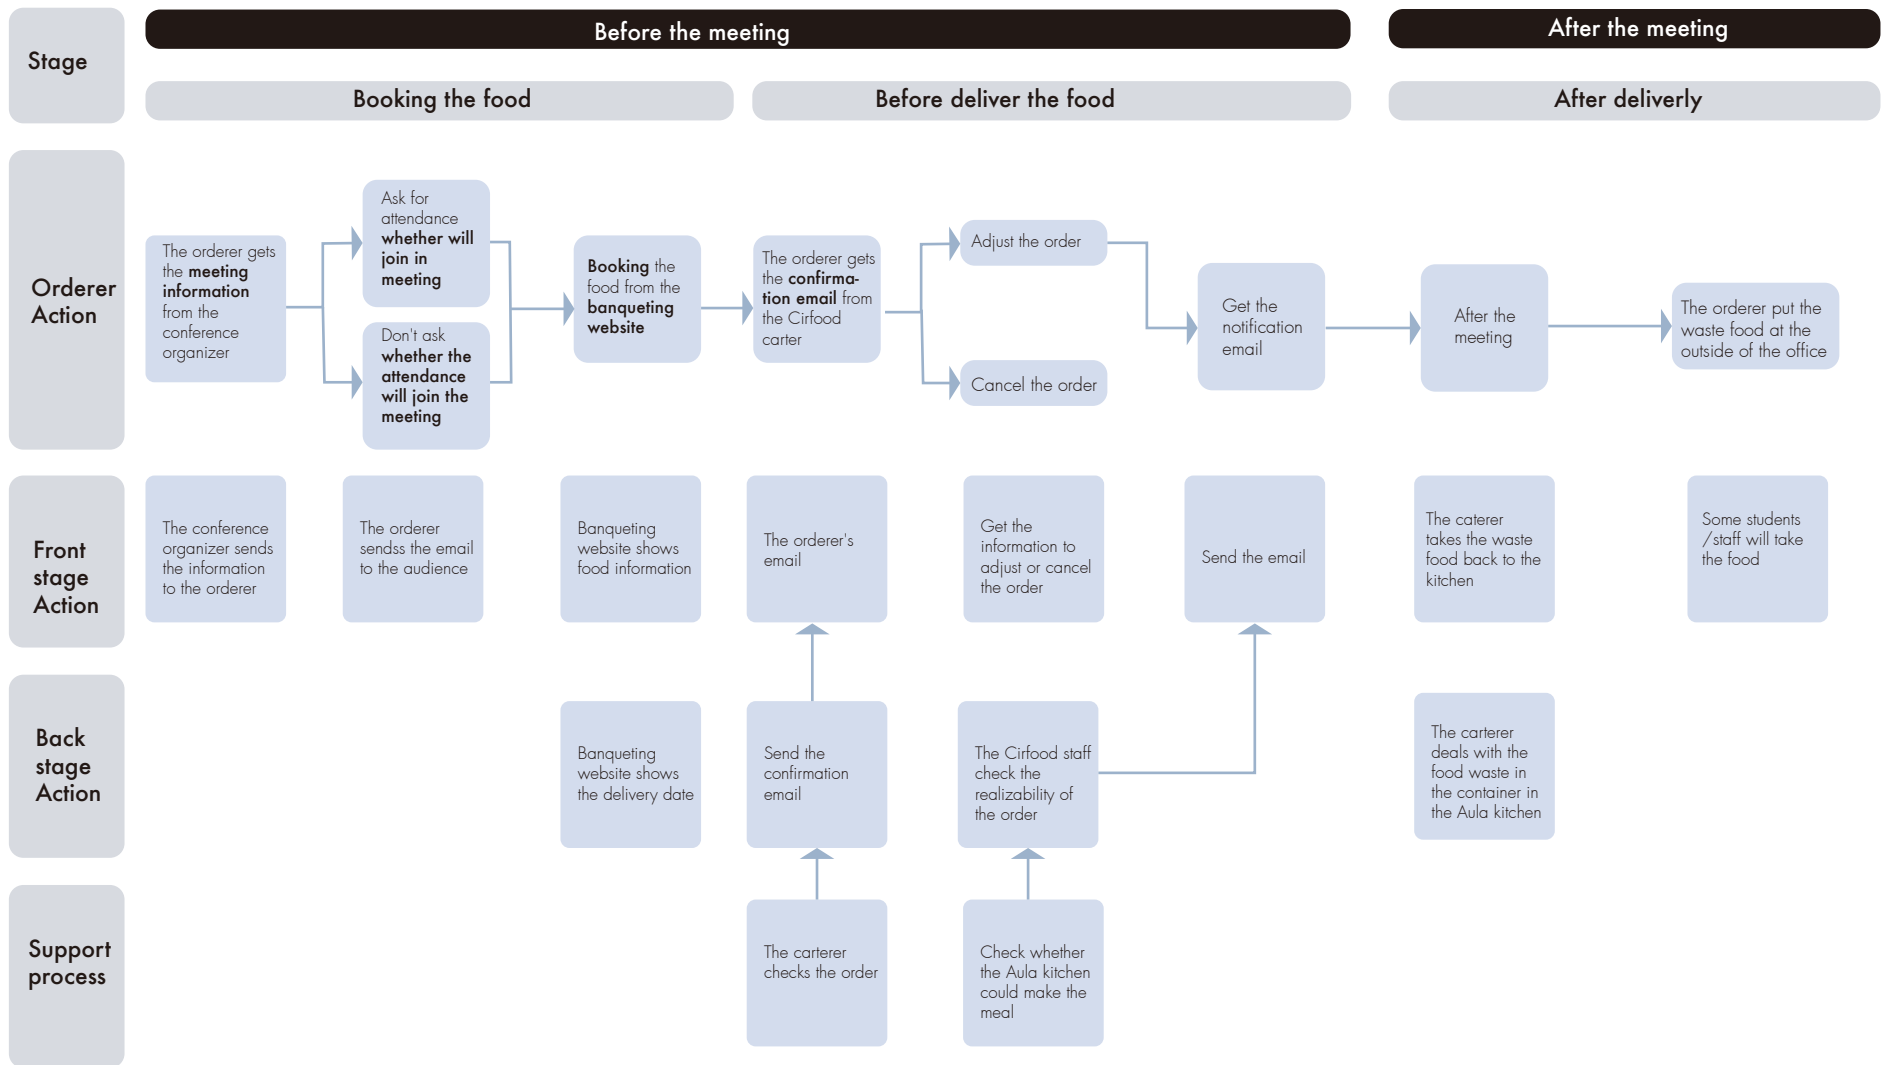 Stage
Before the meeting
After the meeting
Booking the food
Before deliver the food
After deliverly
Orderer
Action
The orderer gets
the meeting
information
from the
conference
organizer
Ask for
attendance
whether will
join in
meeting
Don't ask
whether the
attendance
will join the
meeting
Booking the
food from the
banqueting
website
The orderer gets
the confirma-
tion email from
the Cirfood
carter
Adjust the order
Cancel the order
Get the
notification
email
After the
meeting
The orderer put the
waste food at the
outside of the office
Front
stage
Action
The conference
organizer sends
the information
to the orderer
The orderer
sendss the email
to the audience
Banqueting
website shows
food information
The orderer's
email
Get the
information to
adjust or cancel
the order
Send the email
The caterer
takes the waste
food back to the
kitchen
Some students
/staff will take
the food
Back
stage
Action
Banqueting
website shows
the delivery date
Send the
confirmation
email
The Cirfood staff
check the
realizability of
the order
The carterer
deals with the
food waste in
the container in
the Aula kitchen
Support
process
The carterer
checks the order
Check whether
the Aula kitchen
could make the
meal